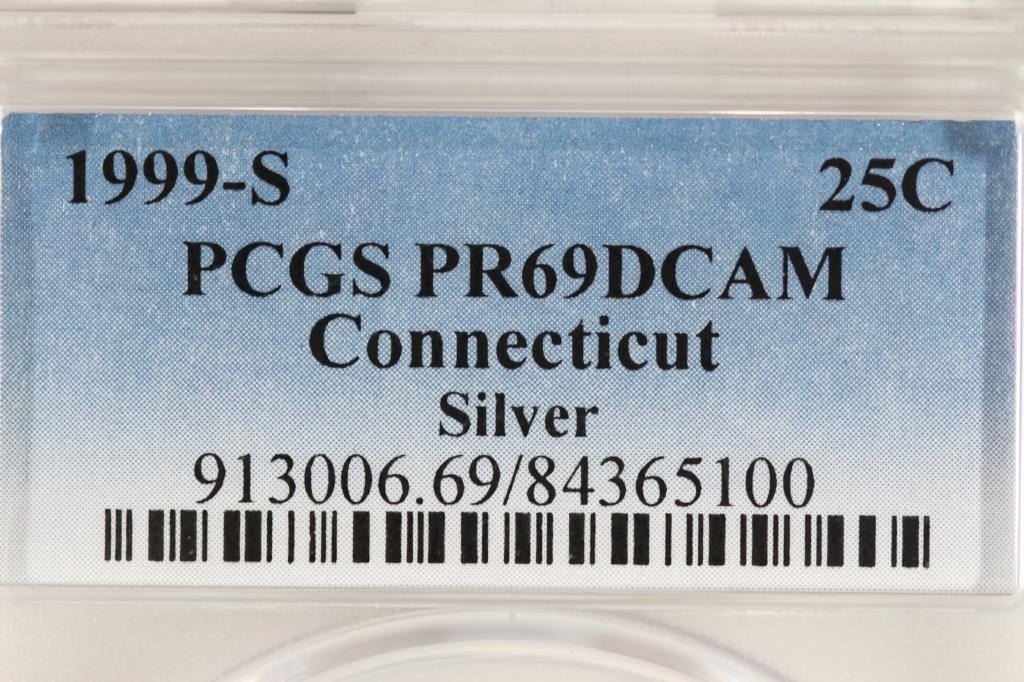 1999-S 25C
PCGS PR69DCAM
Connecticut
Silver
913006.69/84365100